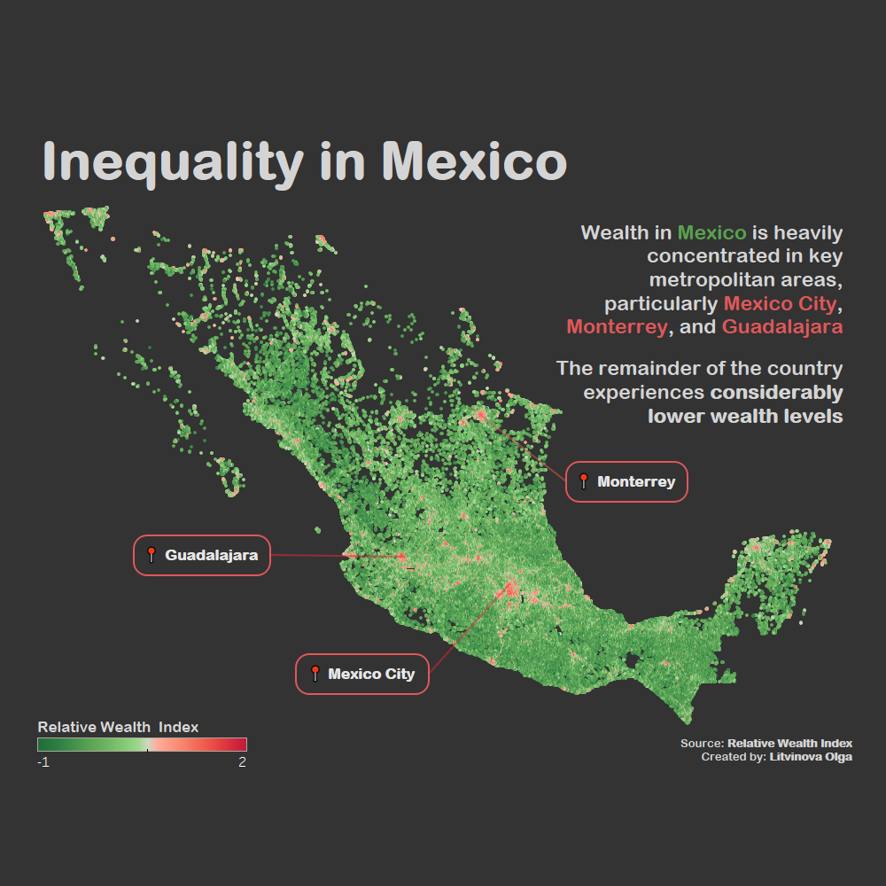 Inequality in Mexico
Wealth in Mexico is heavily
concentrated in key
metropolitan areas,
particularly Mexico City,
Monterrey, and Guadalajara
The remainder of the country
experiences considerably
lower wealth levels
Monterrey
Guadalajara
Mexico City
Relative Wealth Index
-1 2
Source: Relative Wealth Index
Created by: Litvinova Olga